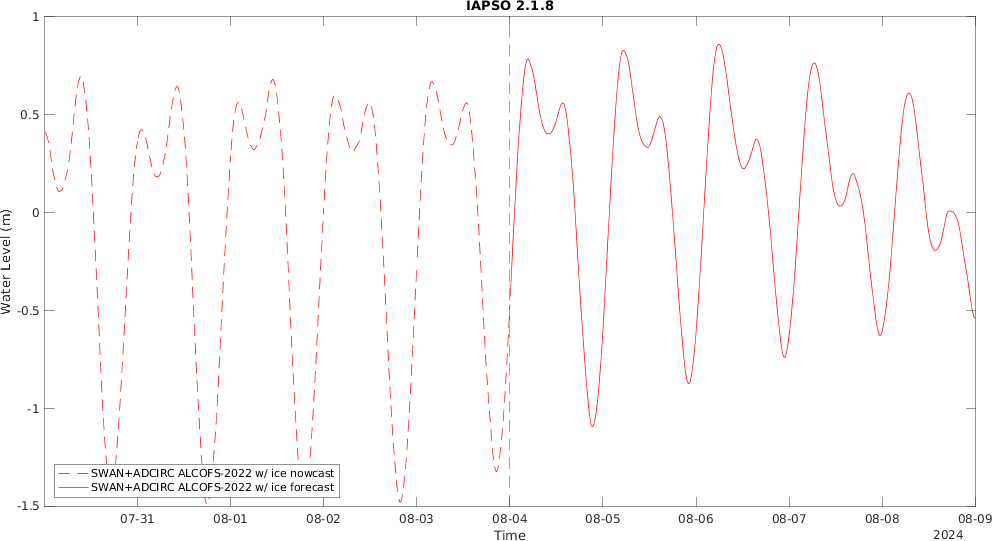 IAPSO 2.1.8
Water Level (m)
1
0.5
0
-0.5
-1
-1.5
SWAN+ADCIRC ALCOFS-2022 w/ ice nowcast
SWAN+ADCIRC ALCOFS-2022 w/ ice forecast
07-31 08-01 08-02 08-03 08-04 08-05 08-06 08-07 08-08 08-09
Time
2024